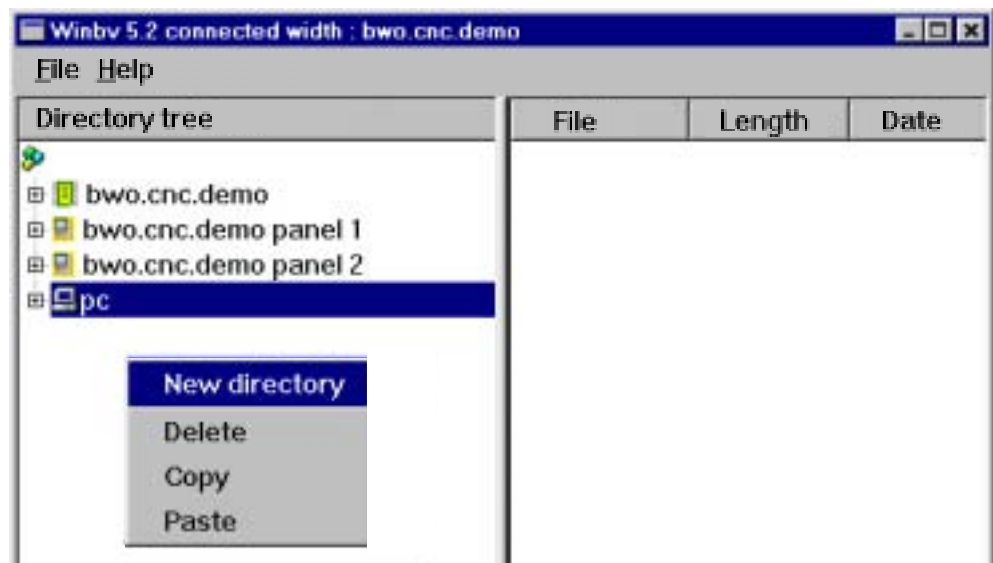 Winbv 5.2 connected width : bwo.cnc.demo
File Help
Directory tree File Length Date
bwo.cnc.demo
bwo.cnc.demo panel 1
bwo.cnc.demo panel 2
pc
New directory
Delete
Copy
Paste